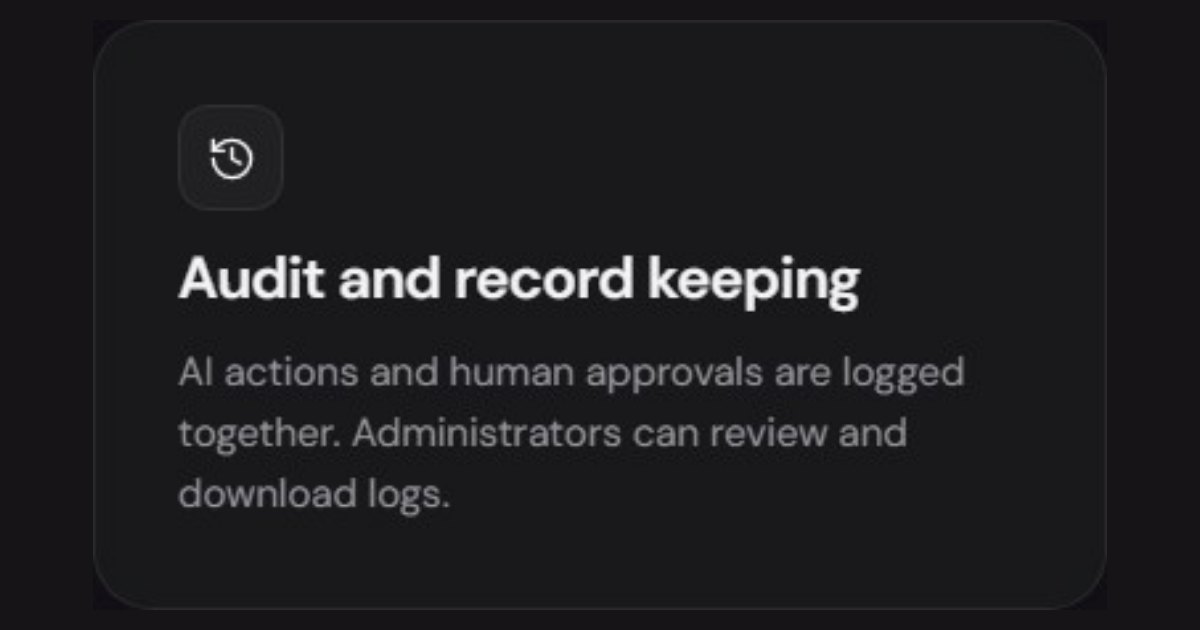 Audit and record keeping
AI actions and human approvals are logged
together. Administrators can review and
download logs.